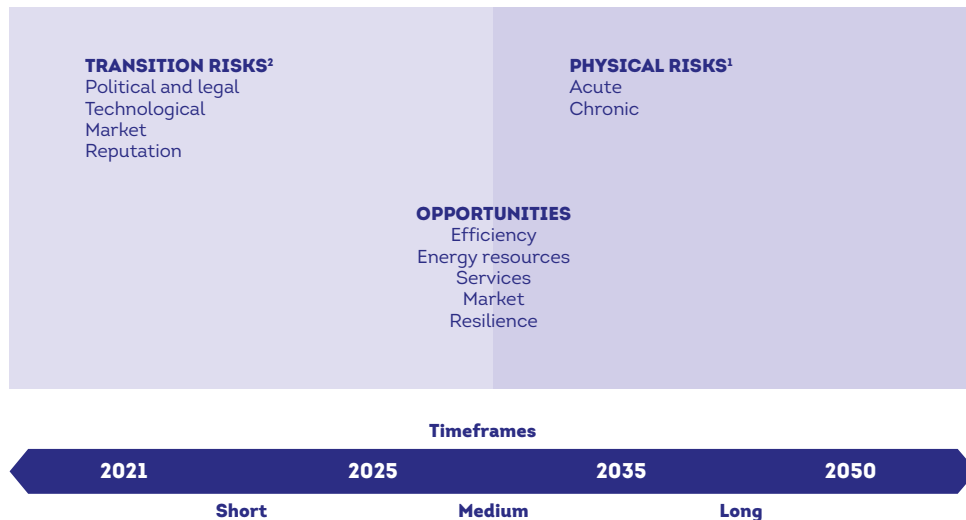 TRANSITION RISKS²
Political and legal
Technological
Market
Reputation
PHYSICAL RISKS¹
Acute
Chronic
OPPORTUNITIES
Efficiency
Energy resources
Services
Market
Resilience
Timeframes
2021 2025 2035 2050
Short Medium Long